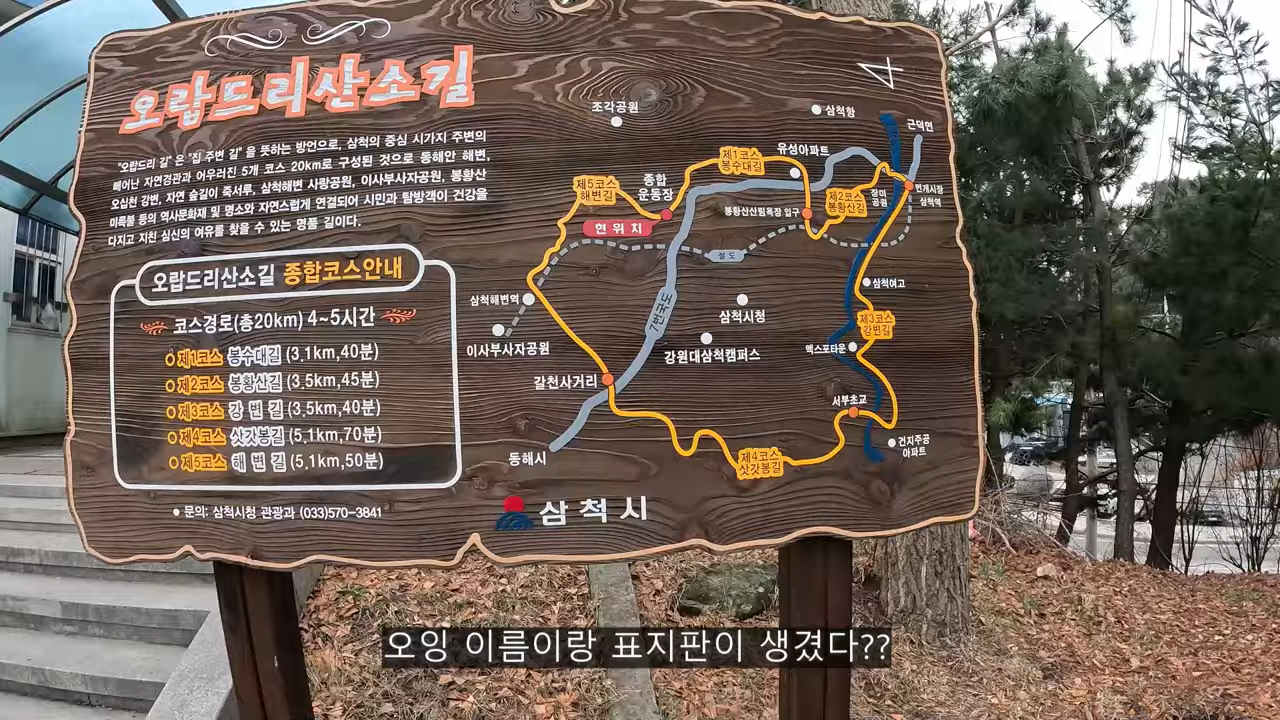 오랍드리산소길
"오랍드리 길"은 "집 주변 길"을 뜻하는 방언으로, 삼척의 중심 시가지 주변의
빼어난 자연경관과 어우러진 5개 코스 20km로 구성된 것으로 동해안 해변,
오십천 강변, 자연 숲길이 죽서루, 삼척해변 사랑공원, 이사부사자공원, 봉황산
미륵불 등의 역사문화재 및 명소와 자연스럽게 연결되어 시민과 탐방객이 건강을
다지고 지친 심신의 여유를 찾을 수 있는 명품 길이다.
오랍드리산소길 종합코스안내
코스경로(총20km) 4~5시간
제1코스 봉수대길 (3.1km,40분)
제2코스 봉황산길 (3.5km,45분)
제3코스 강 변 길 (3.5km,40분)
제4코스 삿갓봉길 (5.1km,70분)
제5코스 해 변 길 (5.1km,50분)
• 문의: 삼척시청 관광과 (033)570-3841
조각공원
삼척항
근덕면
유성아파트
제1코스
봉수대길
제5코스
해변길
종합
운동장
현 위 치
봉황산산림욕장 입구
제2코스
봉황산길
장미
공원
번개시장
삼척역
철 도
삼척해변역
이사부사자공원
7번국도
삼척시청
강원대삼척캠퍼스
삼척여고
제3코스
강변길
엑스포타운
갈천사거리
서부초교
건지주공
아파트
동해시
제4코스
삿갓봉길
삼 척 시
오잉 이름이랑 표지판이 생겼다??